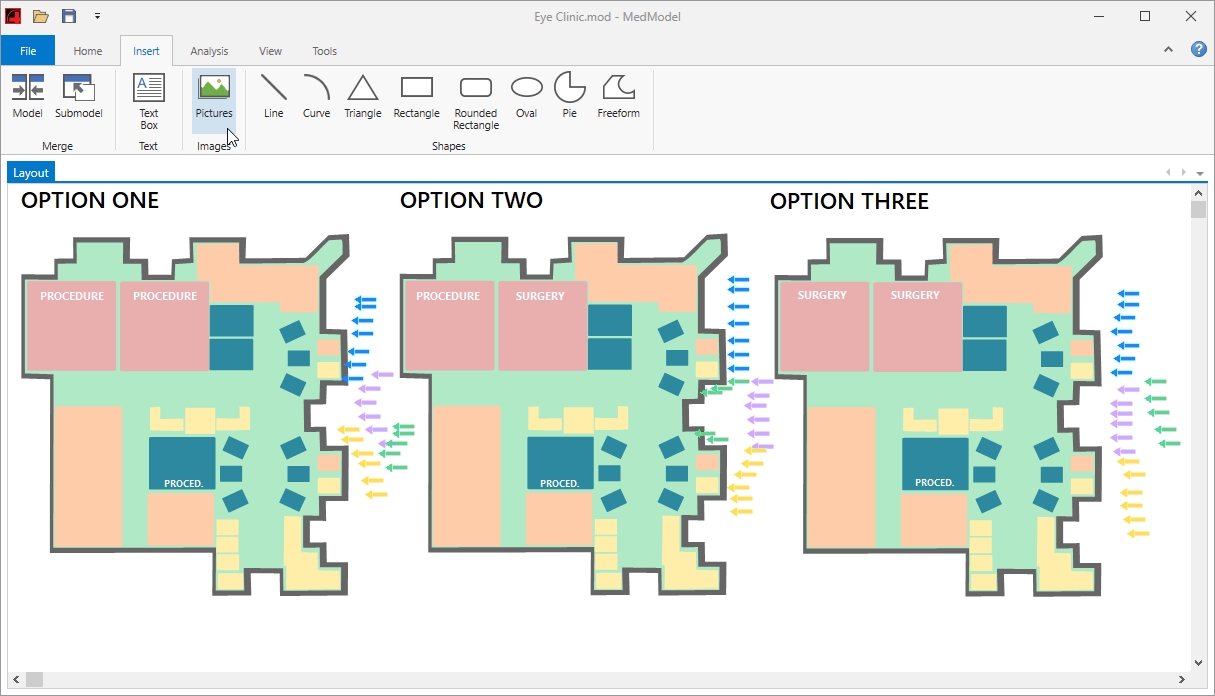 Eye Clinic.mod - MedModel
File Home Insert Analysis View Tools
Model Submodel Text Box Pictures Line Curve Triangle Rectangle Rounded Rectangle Oval Pie Freeform
Merge Text Images Shapes
Layout
OPTION ONE OPTION TWO OPTION THREE
PROCEDURE PROCEDURE PROCEDURE SURGERY SURGERY SURGERY
PROCED. PROCED. PROCED.